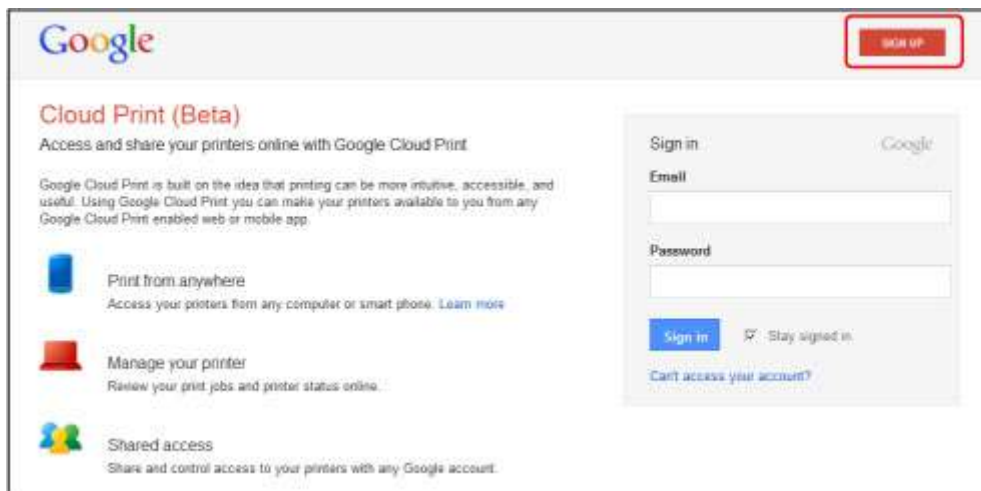 Google
SIGN UP
Cloud Print (Beta)
Access and share your printers online with Google Cloud Print
Google Cloud Print is built on the idea that printing can be more intuitive, accessible, and
useful. Using Google Cloud Print you can make your printers available to you from any
Google Cloud Print enabled web or mobile app.
Print from anywhere
Access your printers from any computer or smart phone. Learn more
Manage your printer
Review your print jobs and printer status online.
Shared access
Share and control access to your printers with any Google account.
Sign in Google
Email
Password
Sign in Stay signed in
Can't access your account?